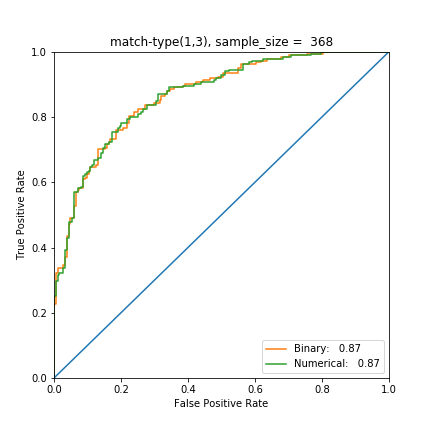 match-type(1,3), sample_size =  368
1.0
0.8
0.6
0.4
0.2
0.0
True Positive Rate
0.0 0.2 0.4 0.6 0.8 1.0
False Positive Rate
Binary:   0.87
Numerical:   0.87